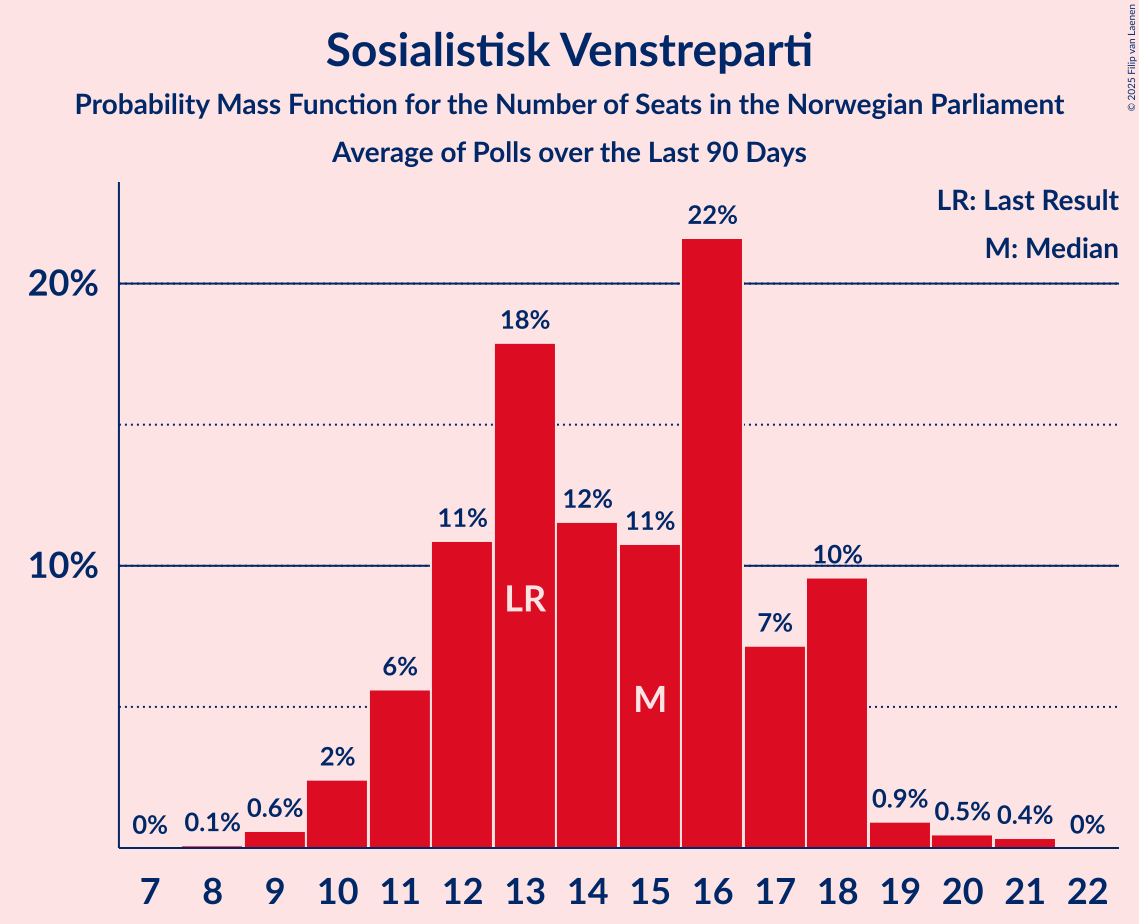 Sosialistisk Venstreparti
Probability Mass Function for the Number of Seats in the Norwegian Parliament
Average of Polls over the Last 90 Days
© 2025 Filip van Laenen
LR: Last Result
M: Median
20%
10%
0%
0.1%
0.6%
2%
6%
11%
18%
12%
11%
22%
7%
10%
0.9%
0.5%
0.4%
0%
LR
M
7 8 9 10 11 12 13 14 15 16 17 18 19 20 21 22